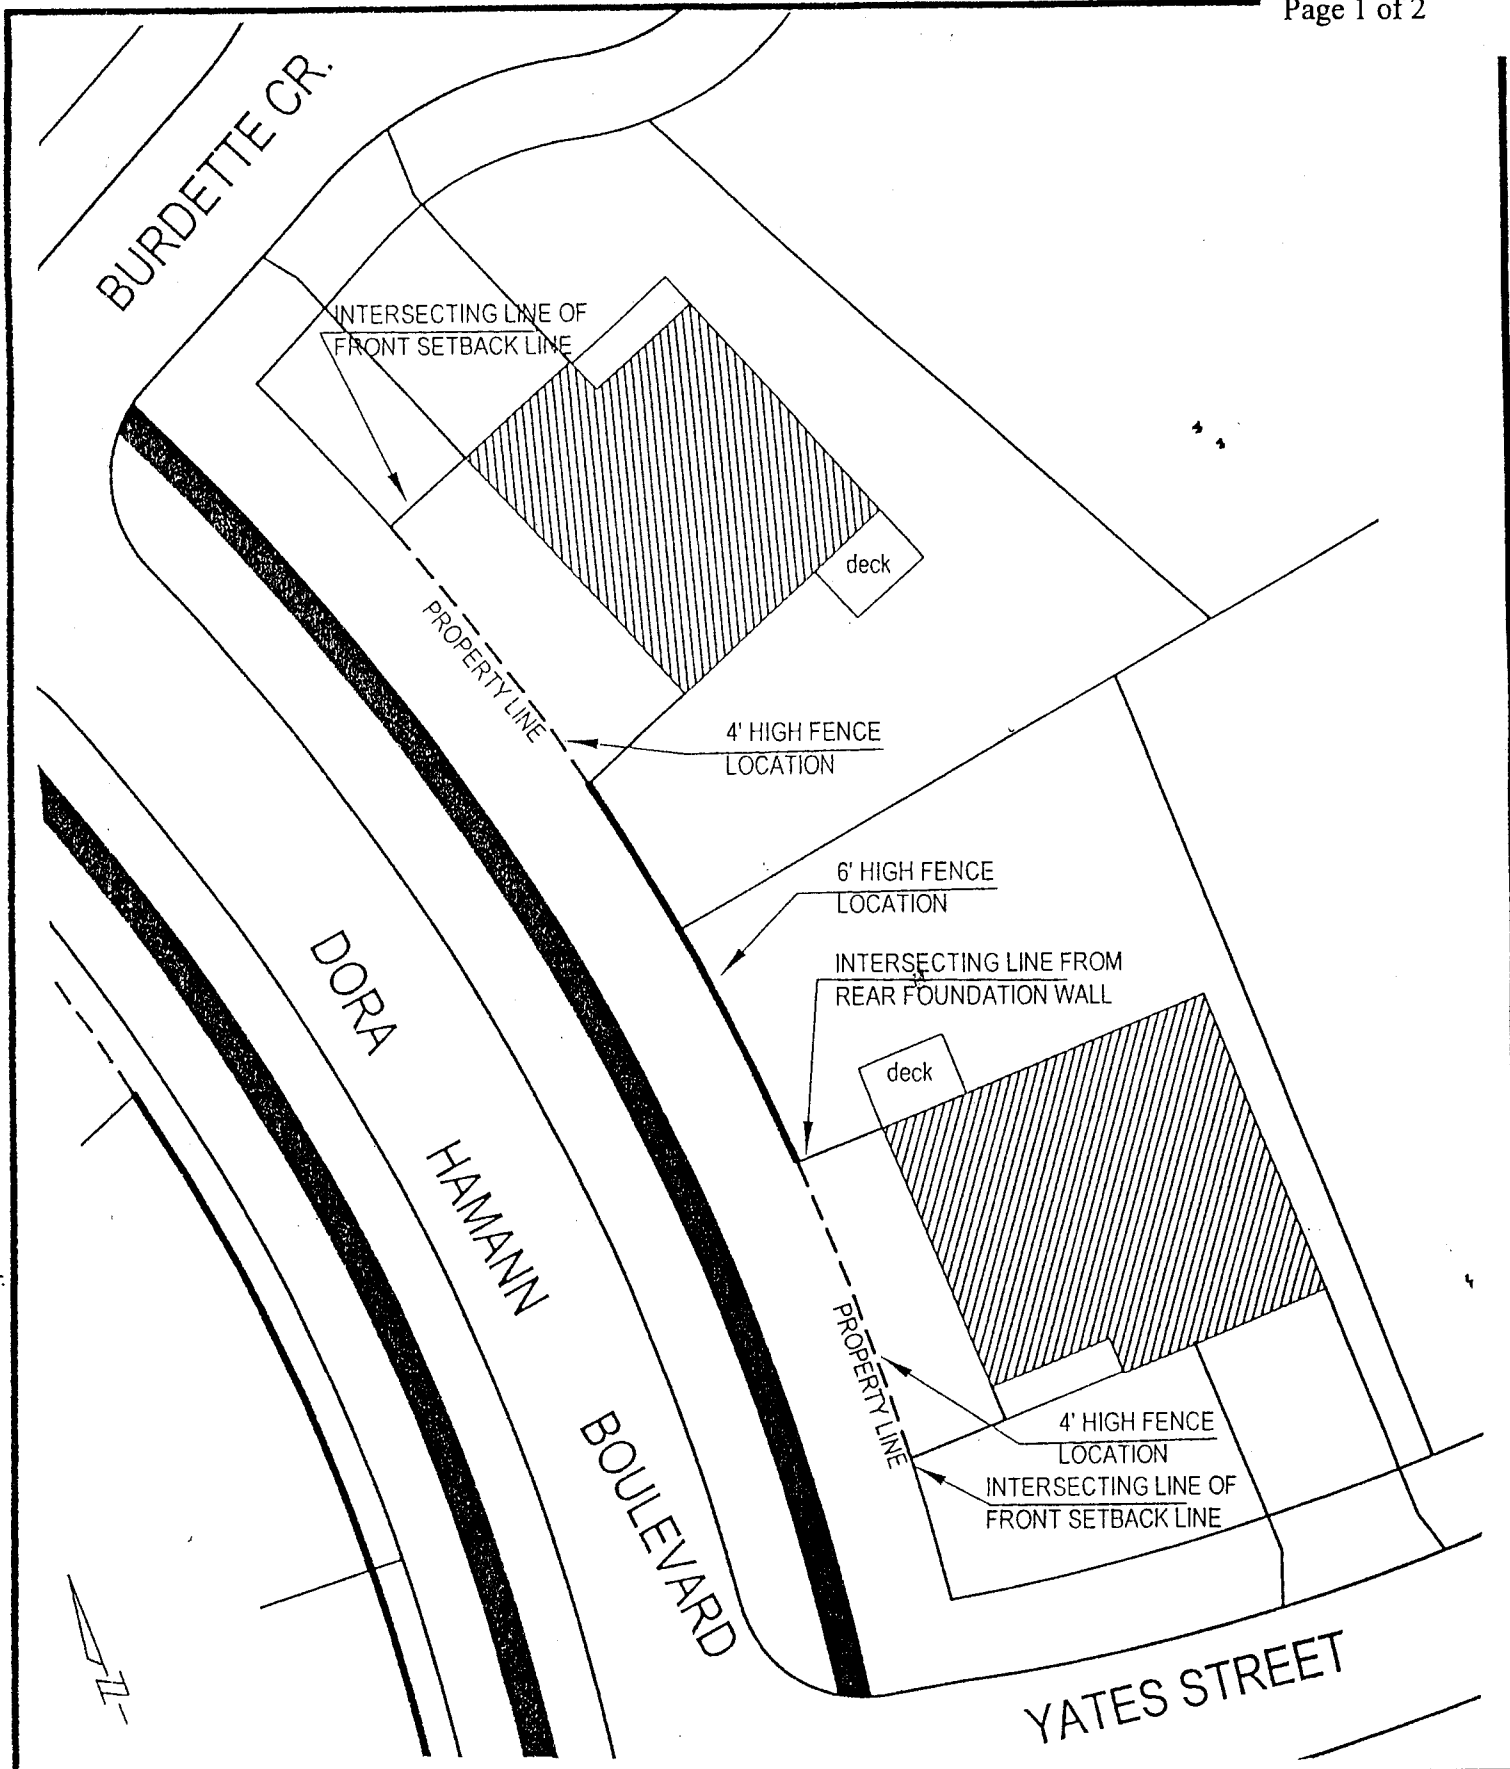 Page 1 of 2
BURDETTE CR.
INTERSECTING LINE OF
FRONT SETBACK LINE
deck
PROPERTY LINE
4' HIGH FENCE
LOCATION
6' HIGH FENCE
LOCATION
INTERSECTING LINE FROM
REAR FOUNDATION WALL
deck
DORA
HAMANN
BOULEVARD
PROPERTY LINE
4' HIGH FENCE
LOCATION
INTERSECTING LINE OF
FRONT SETBACK LINE
YATES STREET
N